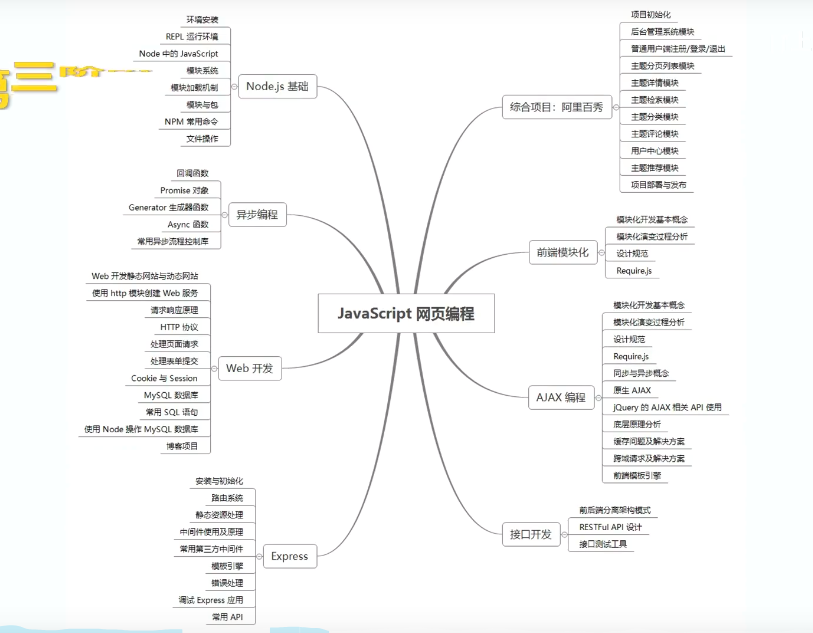 第三阶
JavaScript 网页编程
Node.js 基础
环境安装
REPL 运行环境
Node 中的 JavaScript
模块系统
模块加载机制
模块与包
NPM 常用命令
文件操作
异步编程
回调函数
Promise 对象
Generator 生成器函数
Async 函数
常用异步流程控制库
Web 开发
Web 开发静态网站与动态网站
使用 http 模块创建 Web 服务
请求响应原理
HTTP 协议
处理页面请求
处理表单提交
Cookie 与 Session
MySQL 数据库
常用 SQL 语句
使用 Node 操作 MySQL 数据库
博客项目
Express
安装与初始化
路由系统
静态资源处理
中间件使用及原理
常用第三方中间件
模板引擎
错误处理
调试 Express 应用
常用 API
综合项目：阿里百秀
项目初始化
后台管理系统模块
普通用户端注册/登录/退出
主题分页列表模块
主题详情模块
主题检索模块
主题分类模块
主题评论模块
用户中心模块
主题推荐模块
项目部署与发布
前端模块化
模块化开发基本概念
模块化演变过程分析
设计规范
Require.js
AJAX 编程
模块化开发基本概念
模块化演变过程分析
设计规范
Require.js
同步与异步概念
原生 AJAX
jQuery 的 AJAX 相关 API 使用
底层原理分析
缓存问题及解决方案
跨域请求及解决方案
前端模板引擎
接口开发
前后端分离架构模式
RESTFul API 设计
接口测试工具